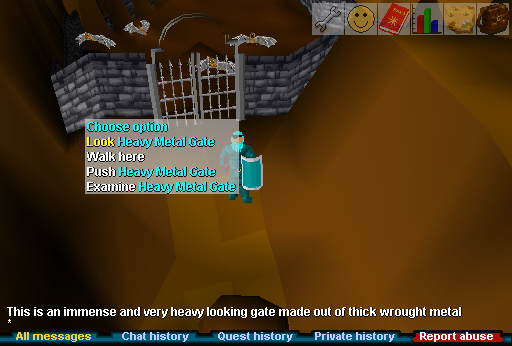 Choose option
Look Heavy Metal Gate
Walk here
Push Heavy Metal Gate
Examine Heavy Metal Gate
This is an immense and very heavy looking gate made out of thick wrought metal
*
All messages Chat history Quest history Private history Report abuse